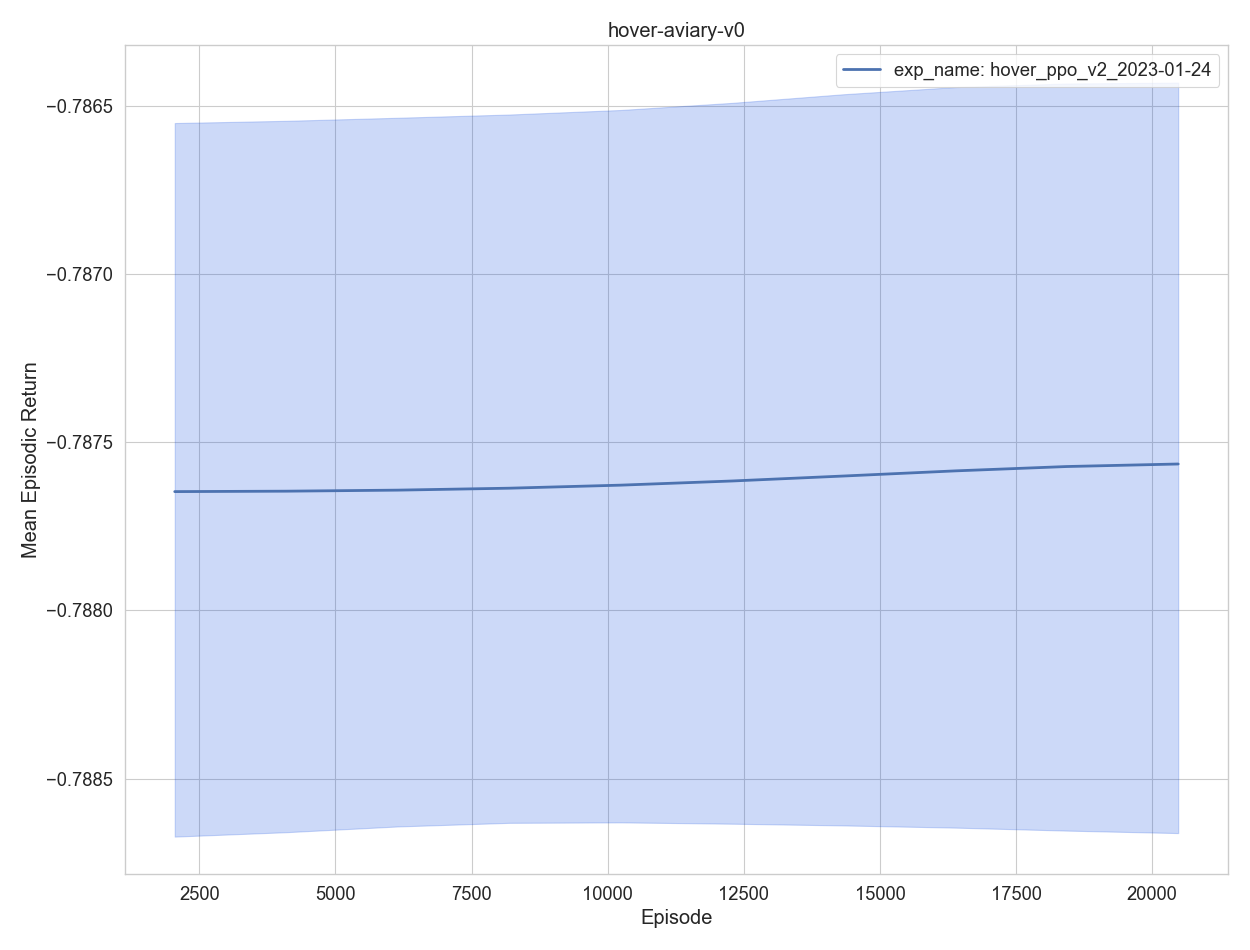 hover-aviary-v0
exp_name: hover_ppo_v2_2023-01-24
Mean Episodic Return
−0.7865
−0.7870
−0.7875
−0.7880
−0.7885
2500 5000 7500 10000 12500 15000 17500 20000
Episode